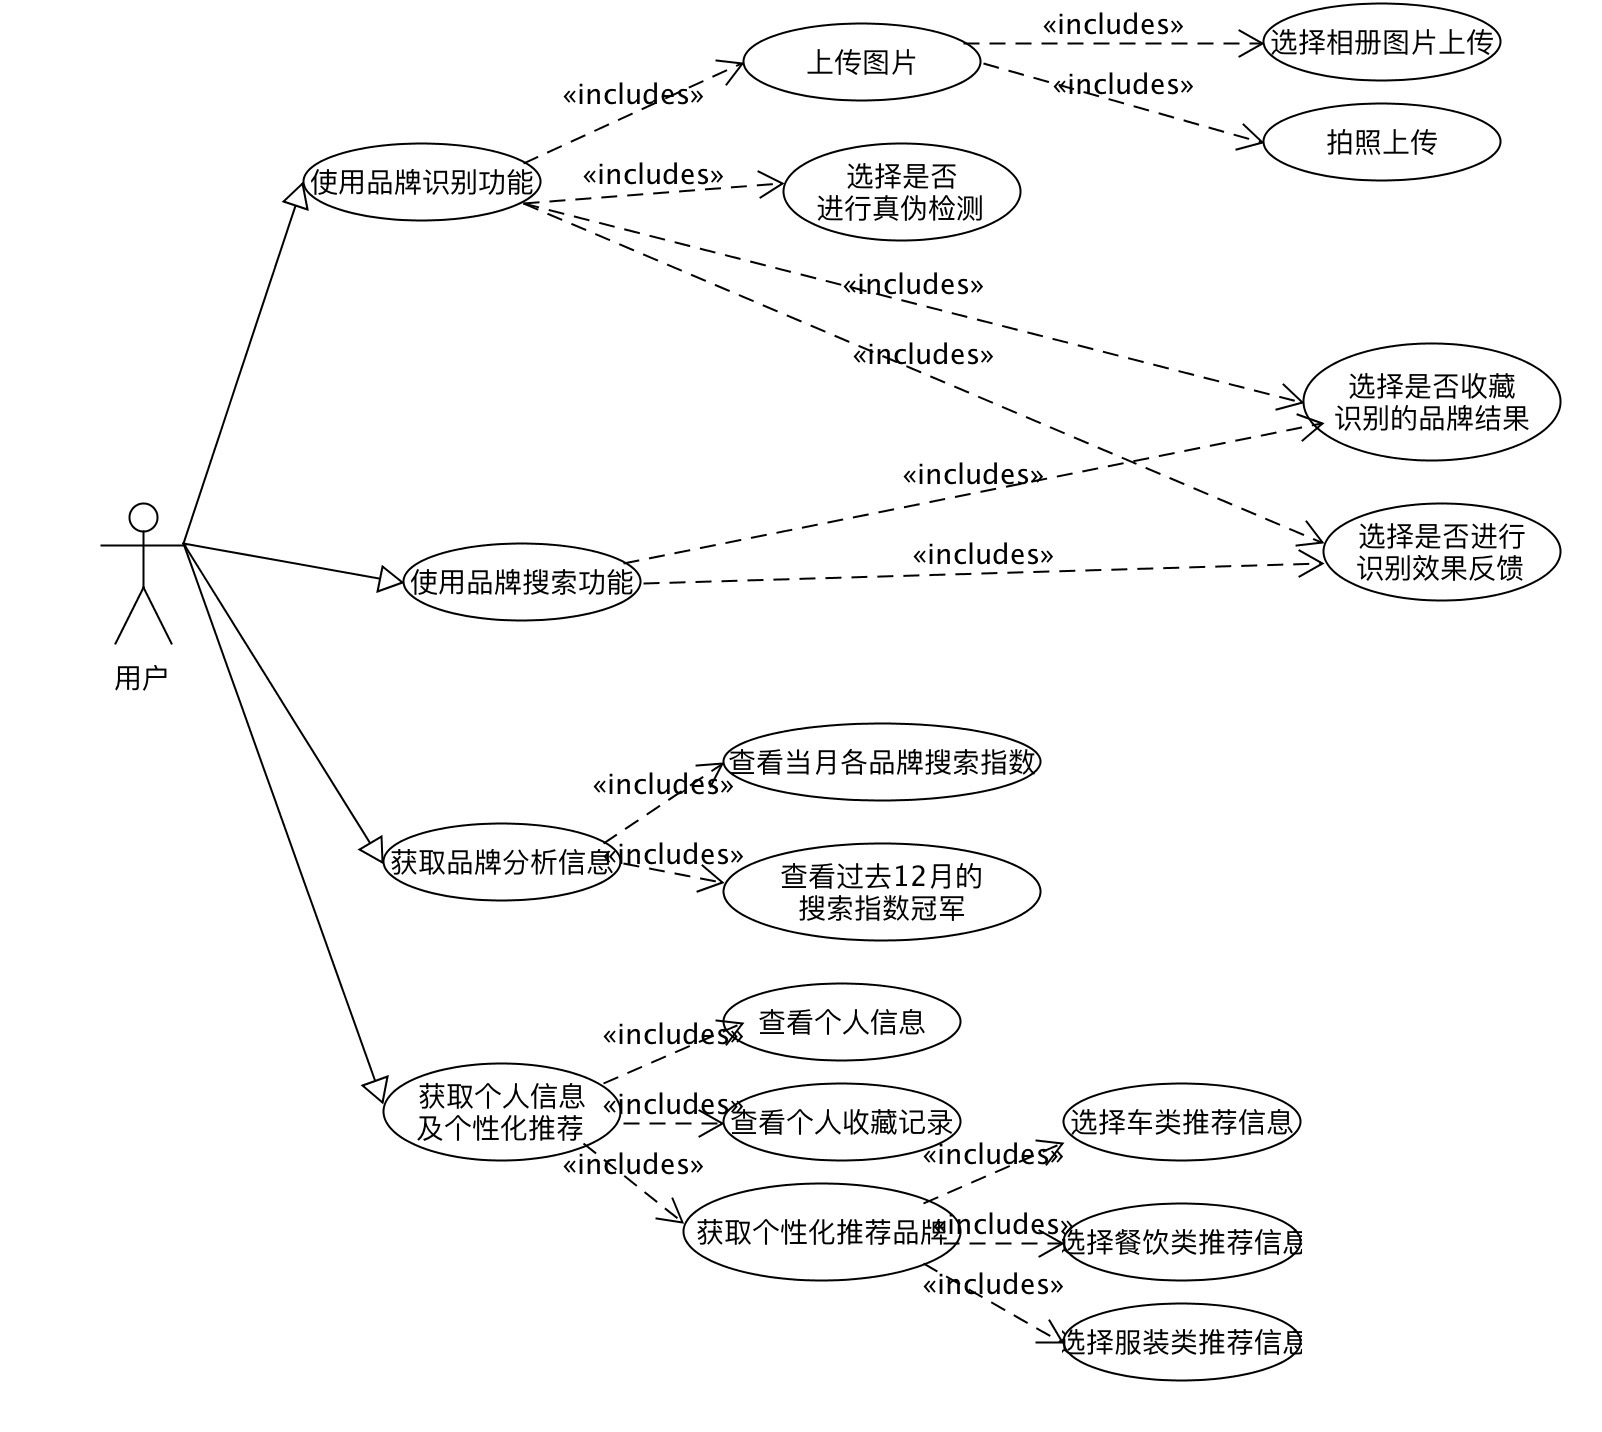 «includes»
选择相册图片上传
上传图片
«includes»
«includes»
拍照上传
使用品牌识别功能
«includes»
选择是否
进行真伪检测
«includes»
«includes»
选择是否收藏
识别的品牌结果
«includes»
选择是否进行
识别效果反馈
«includes»
使用品牌搜索功能
用户
查看当月各品牌搜索指数
«includes»
获取品牌分析信息
«includes»
查看过去12月的
搜索指数冠军
查看个人信息
«includes»
获取个人信息
及个性化推荐
«includes»
查看个人收藏记录
选择车类推荐信息
«includes»
«includes»
获取个性化推荐品牌
«includes»
选择餐饮类推荐信息
«includes»
选择服装类推荐信息